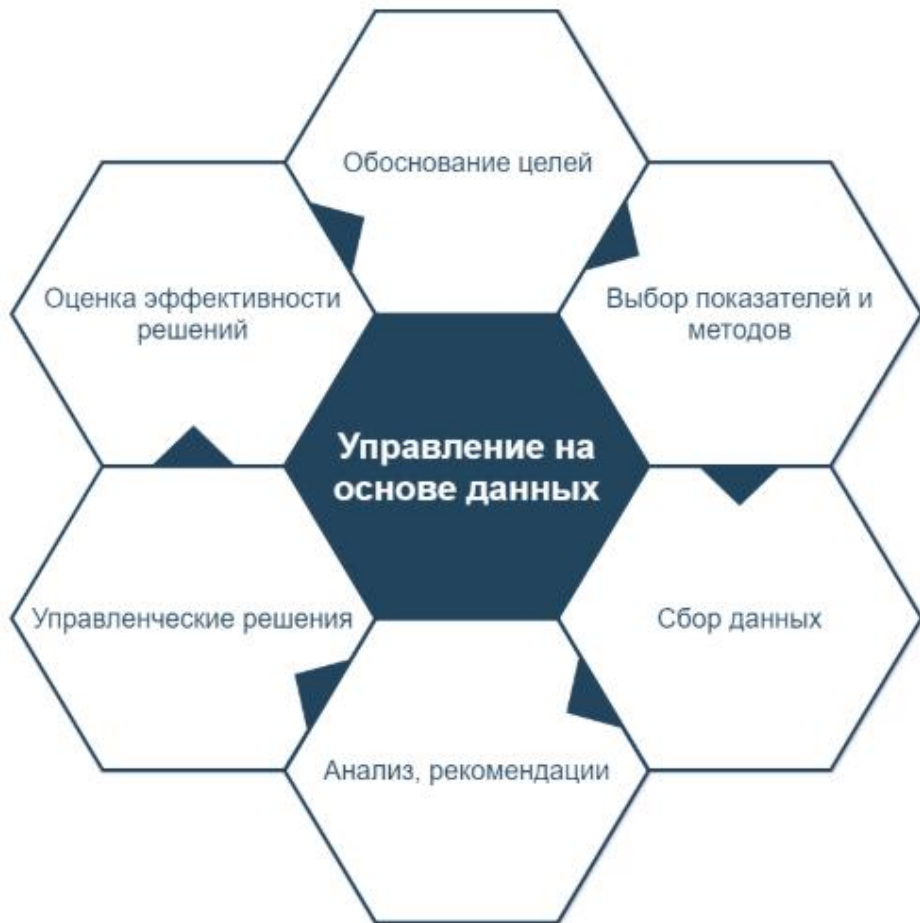 Обоснование целей
Выбор показателей и
методов
Сбор данных
Анализ, рекомендации
Управленческие решения
Оценка эффективности
решений
Управление на
основе данных